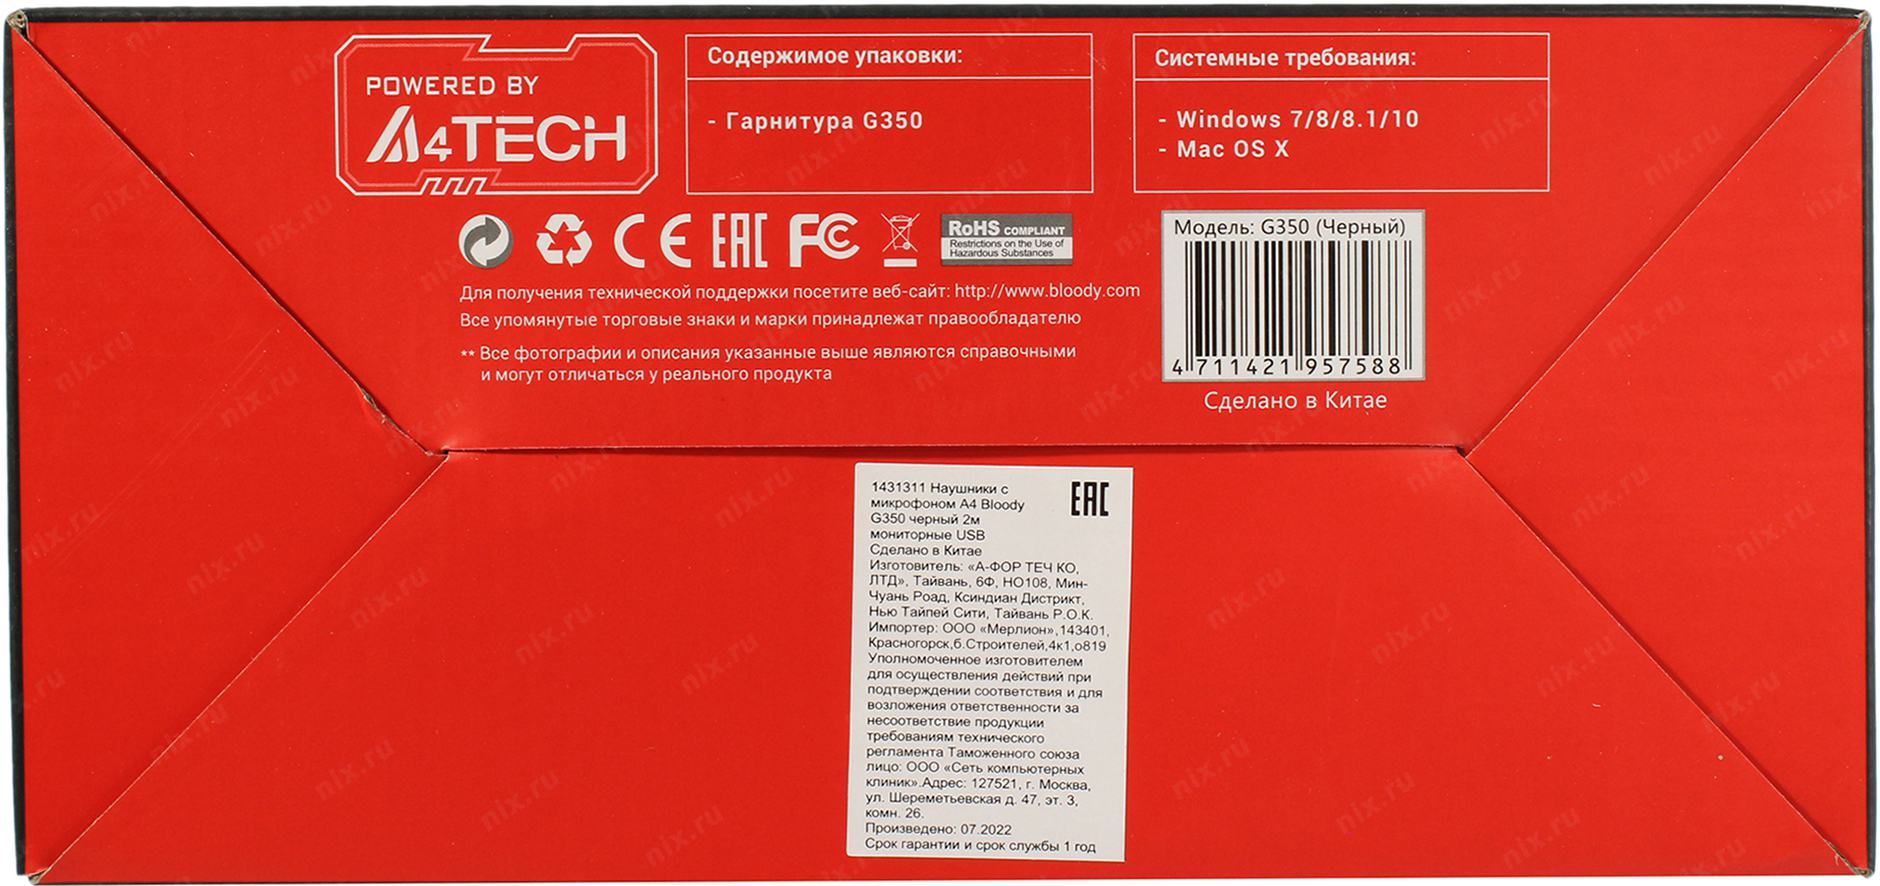 POWERED BY
A4TECH
Содержимое упаковки:
- Гарнитура G350
Системные требования:
- Windows 7/8/8.1/10
- Mac OS X
CE EAC FC
RoHS COMPLIANT
Restrictions on the Use of
Hazardous Substances
Для получения технической поддержки посетите веб-сайт: http://www.bloody.com
Все упомянутые торговые знаки и марки принадлежат правообладателю
** Все фотографии и описания указанные выше являются справочными
и могут отличаться у реального продукта
Модель: G350 (Черный)
4 711421 957588
Сделано в Китае
EAC
1431311 Наушники с
микрофоном A4 Bloody
G350 черный 2м
мониторные USB
Сделано в Китае
Изготовитель: «А-ФОР ТЕЧ КО,
ЛТД», Тайвань, 6Ф, НО108, Мин-
Чуань Роад, Ксиндиан Дистрикт,
Нью Тайпей Сити, Тайвань Р.О.К.
Импортер: ООО «Мерлион»,143401,
Красногорск,б.Строителей,4к1,о819
Уполномоченное изготовителем
для осуществления действий при
подтверждении соответствия и для
возложения ответственности за
несоответствие продукции
требованиям технического
регламента Таможенного союза
лицо: ООО «Сеть компьютерных
клиник».Адрес: 127521, г. Москва,
ул. Шереметьевская д. 47, эт. 3,
комн. 26.
Произведено: 07.2022
Срок гарантии и срок службы 1 год
nix.ru